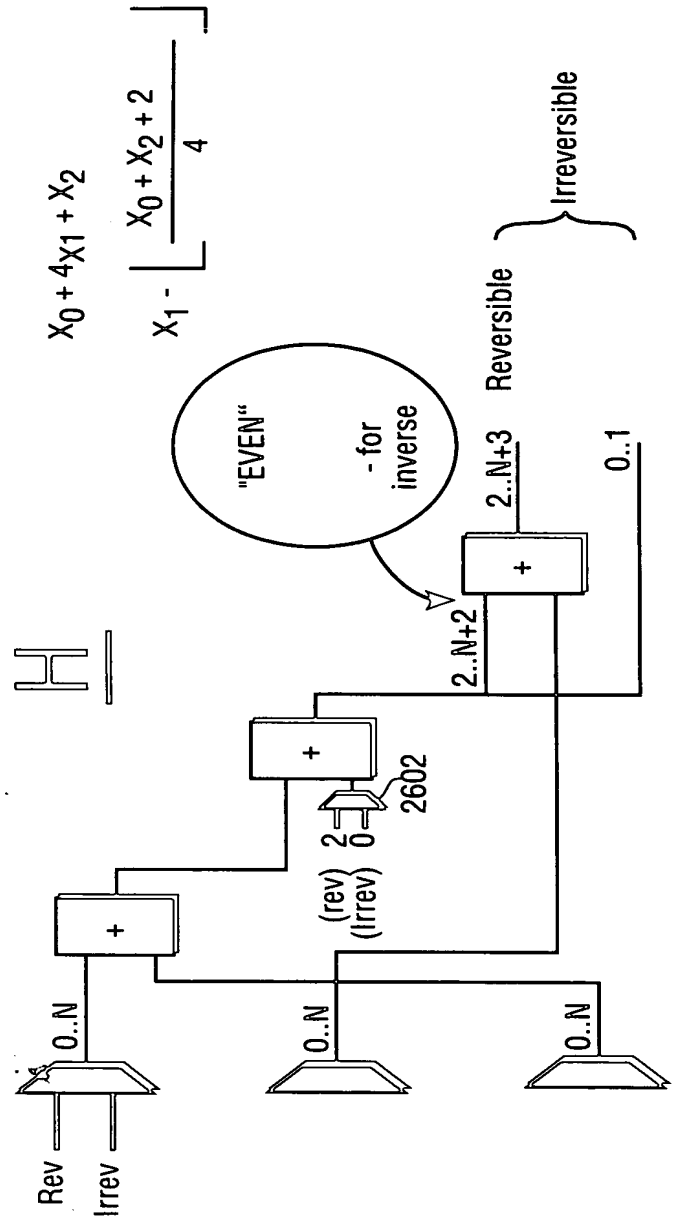 X0 + 4X1 + X2
X1 - ⌊ X0 + X2 + 2 / 4 ⌋
H
"EVEN"
- for
inverse
Rev
Irrev
0..N
+
(rev) 2
(Irrev) 0
2602
+
0..N
0..N
2..N+2
+
2..N+3
Reversible
0..1
Irreversible